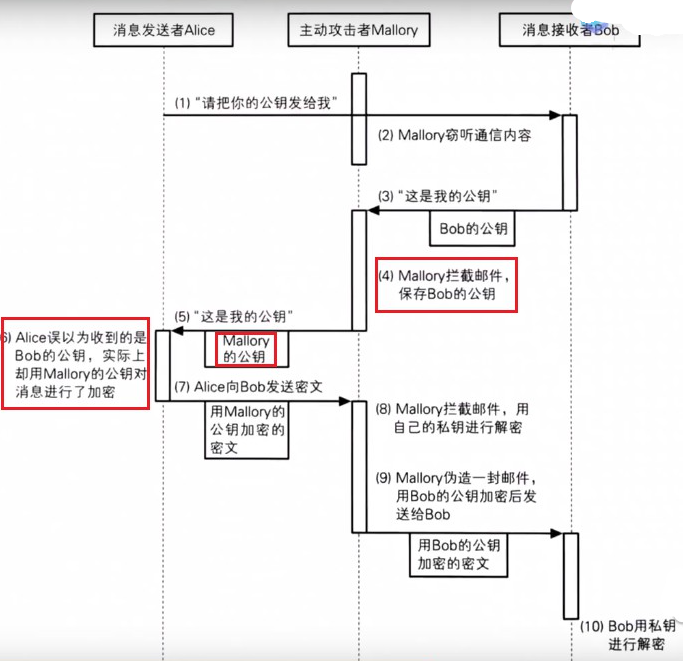 消息发送者Alice
主动攻击者Mallory
消息接收者Bob
(1) “请把你的公钥发给我”
(2) Mallory窃听通信内容
(3) “这是我的公钥”
Bob的公钥
(4) Mallory拦截邮件，
保存Bob的公钥
(5) “这是我的公钥”
Mallory
的公钥
6) Alice误以为收到的是
Bob的公钥，实际上
却用Mallory的公钥对
消息进行了加密
(7) Alice向Bob发送密文
用Mallory的
公钥加密的
密文
(8) Mallory拦截邮件，用
自己的私钥进行解密
(9) Mallory伪造一封邮件，
用Bob的公钥加密后发
送给Bob
用Bob的公钥
加密的密文
(10) Bob用私钥
进行解密